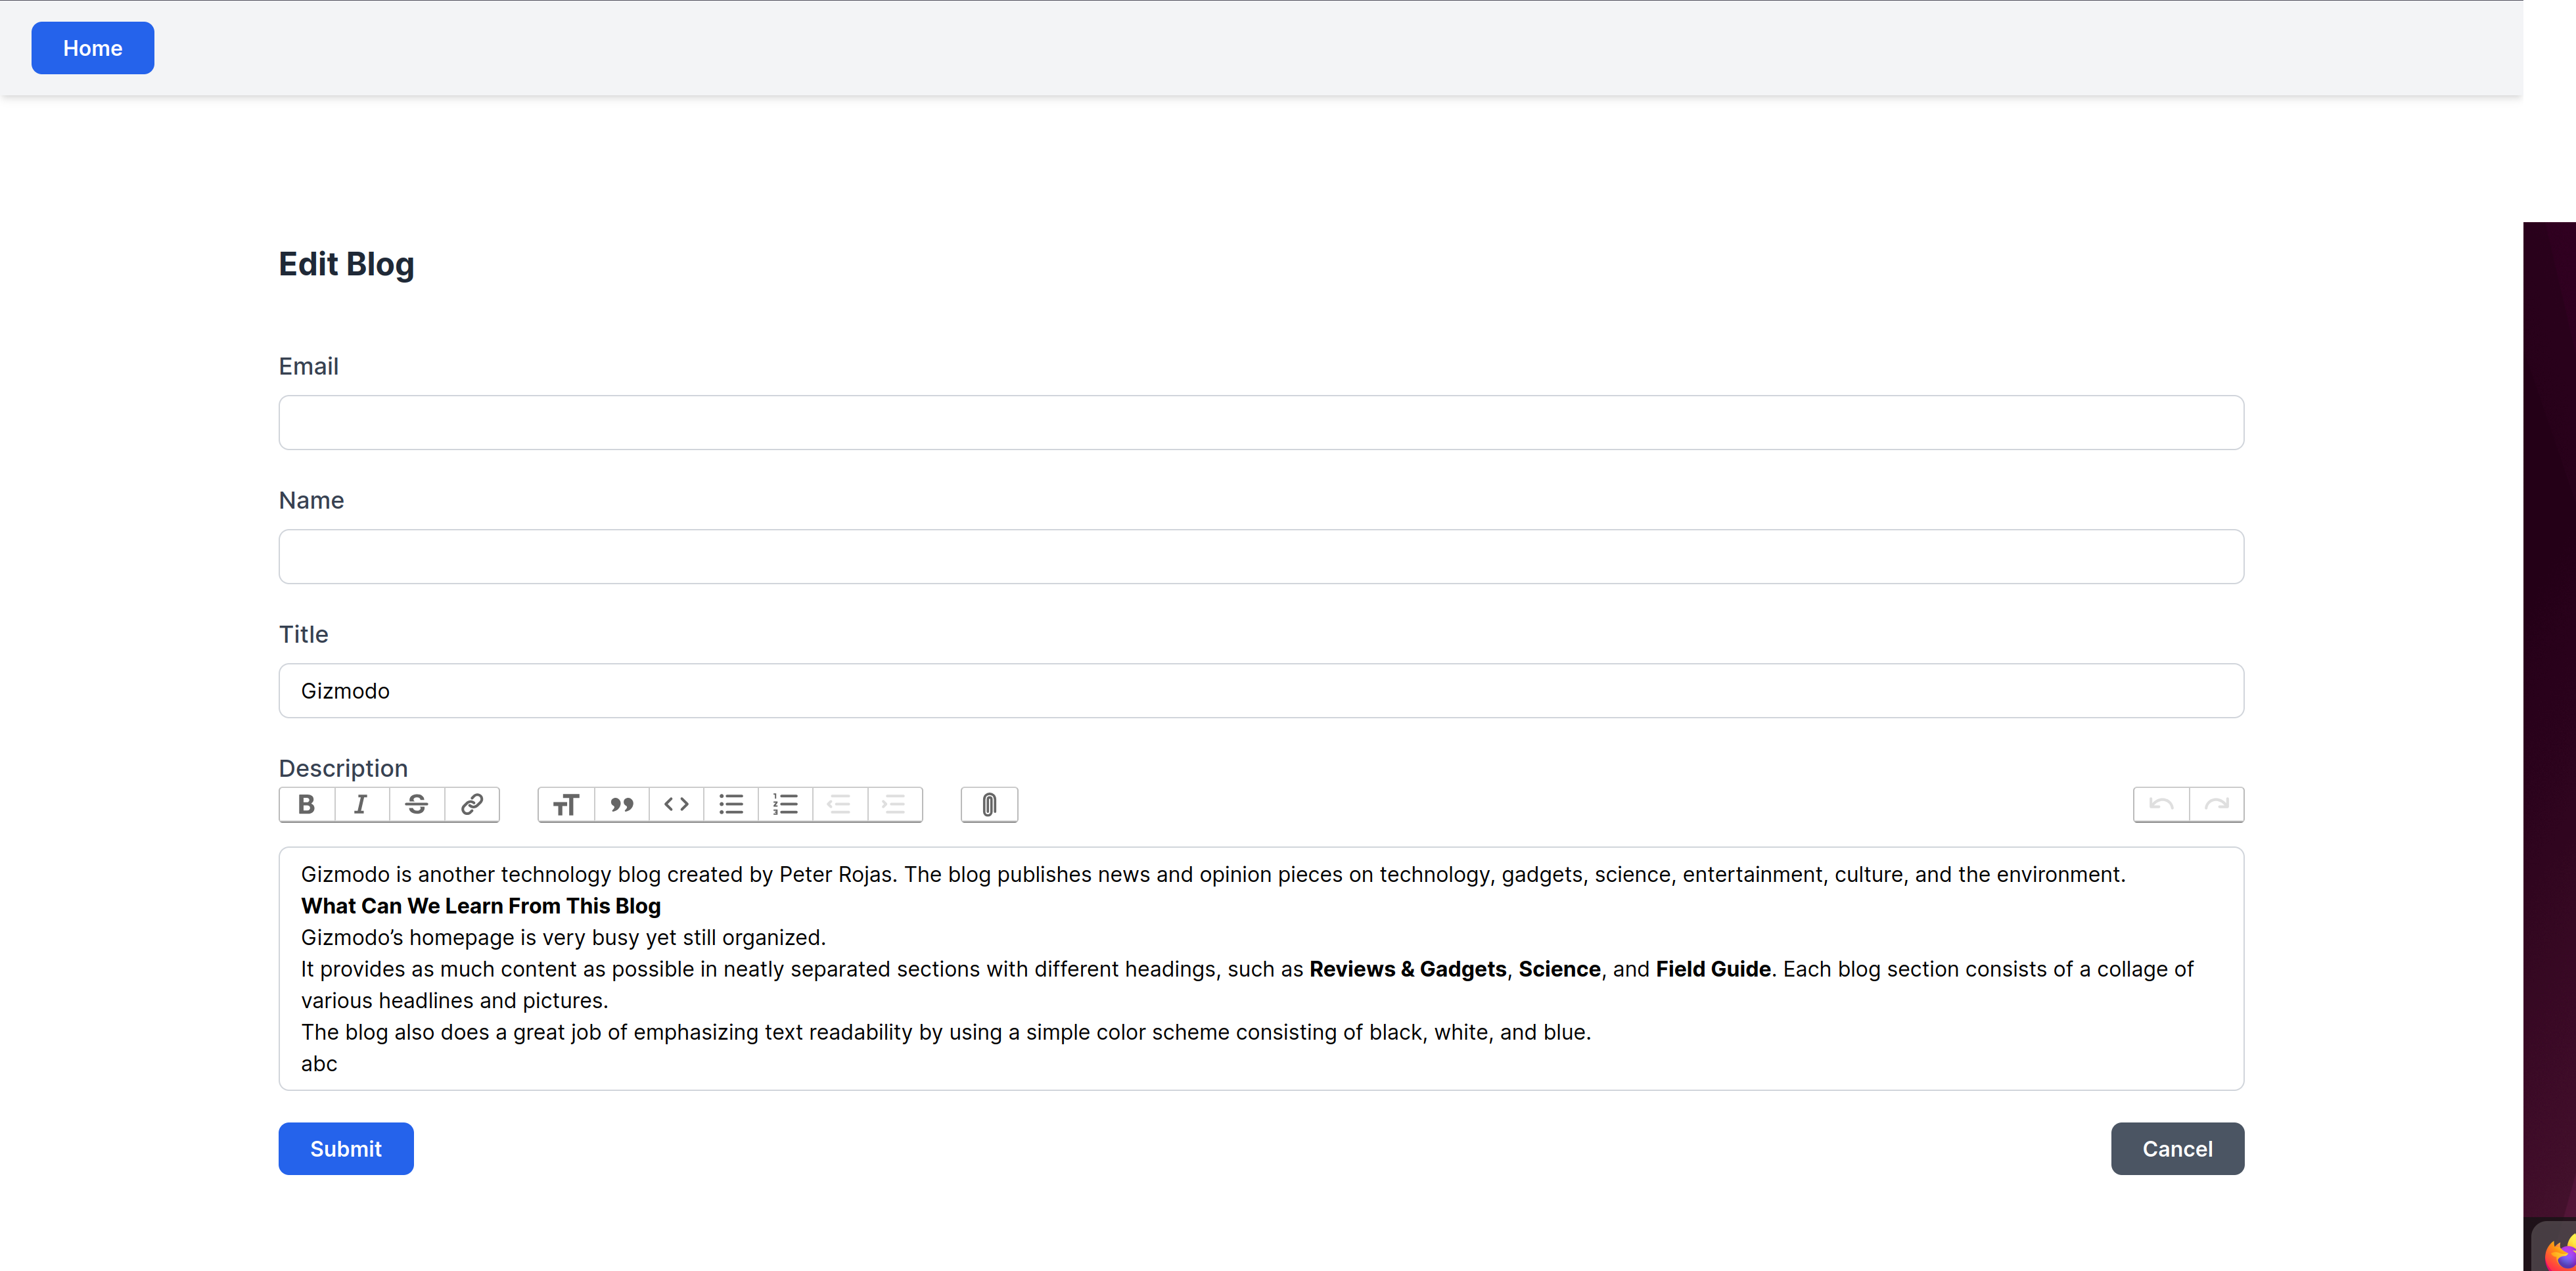 Home
Edit Blog
Email
Name
Title
Gizmodo
Description
Gizmodo is another technology blog created by Peter Rojas. The blog publishes news and opinion pieces on technology, gadgets, science, entertainment, culture, and the environment.
What Can We Learn From This Blog
Gizmodo’s homepage is very busy yet still organized.
It provides as much content as possible in neatly separated sections with different headings, such as Reviews & Gadgets, Science, and Field Guide. Each blog section consists of a collage of
various headlines and pictures.
The blog also does a great job of emphasizing text readability by using a simple color scheme consisting of black, white, and blue.
abc
Submit
Cancel